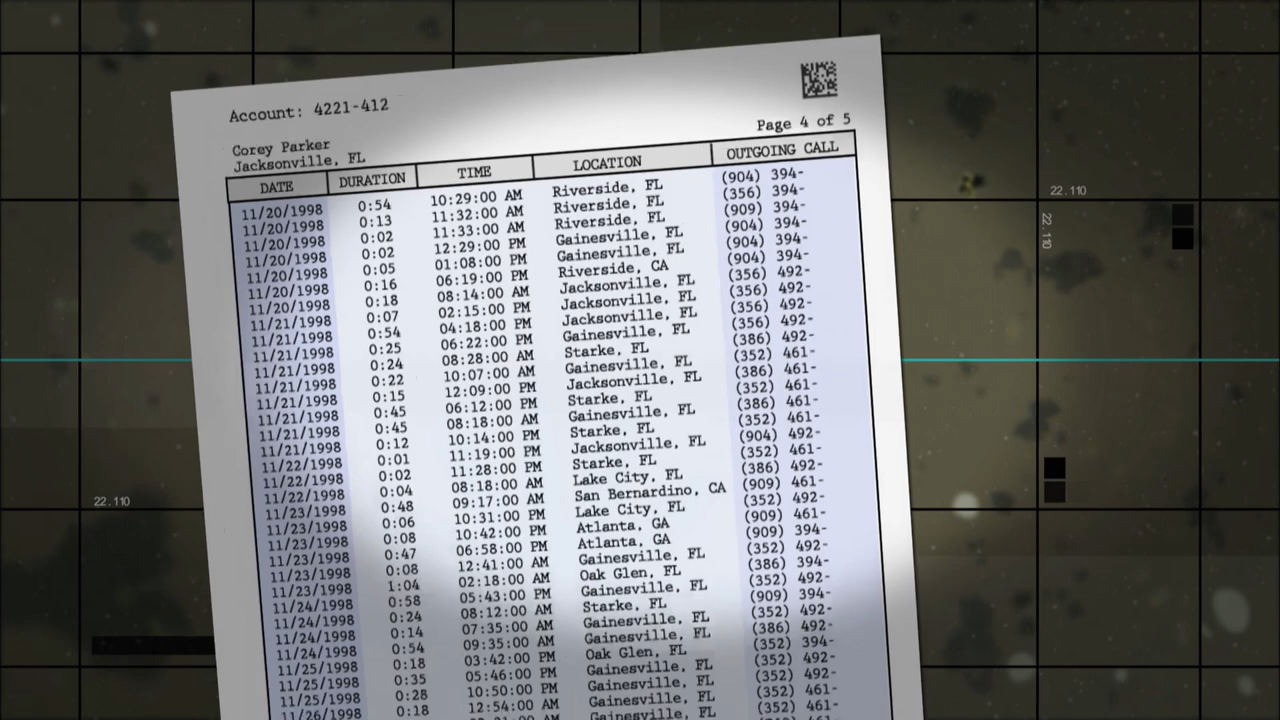 Account: 4221-412
Corey Parker
Jacksonville, FL
Page 4 of 5
DATE DURATION TIME LOCATION OUTGOING CALL
11/20/1998 0:54 10:29:00 AM Riverside, FL (904) 394-
11/20/1998 0:13 11:32:00 AM Riverside, FL (356) 394-
11/20/1998 0:02 11:33:00 AM Riverside, FL (909) 394-
11/20/1998 0:02 12:29:00 PM Gainesville, FL (904) 394-
11/20/1998 0:05 01:08:00 PM Gainesville, FL (904) 394-
11/20/1998 0:16 06:19:00 PM Riverside, CA (904) 394-
11/20/1998 0:18 08:14:00 AM Jacksonville, FL (356) 492-
11/21/1998 0:07 02:15:00 PM Jacksonville, FL (356) 492-
11/21/1998 0:54 04:18:00 PM Jacksonville, FL (356) 492-
11/21/1998 0:25 06:22:00 PM Gainesville, FL (356) 492-
11/21/1998 0:24 08:28:00 AM Starke, FL (386) 492-
11/21/1998 0:22 10:07:00 AM Gainesville, FL (352) 461-
11/21/1998 0:15 12:09:00 PM Jacksonville, FL (386) 461-
11/21/1998 0:45 06:12:00 PM Starke, FL (352) 461-
11/21/1998 0:45 08:18:00 AM Gainesville, FL (386) 461-
11/21/1998 0:12 10:14:00 PM Starke, FL (352) 461-
11/22/1998 0:01 11:19:00 PM Jacksonville, FL (904) 492-
11/22/1998 0:02 11:28:00 PM Starke, FL (352) 461-
11/22/1998 0:04 08:18:00 AM Lake City, FL (386) 492-
11/23/1998 0:48 09:17:00 AM San Bernardino, CA (909) 461-
11/23/1998 0:06 10:31:00 AM Lake City, FL (352) 492-
11/23/1998 0:08 10:42:00 AM Atlanta, GA (909) 461-
11/23/1998 0:47 06:58:00 PM Atlanta, GA (909) 394-
11/23/1998 0:08 12:41:00 AM Gainesville, FL (352) 492-
11/23/1998 1:04 02:18:00 AM Oak Glen, FL (386) 394-
11/24/1998 0:58 05:43:00 PM Gainesville, FL (352) 492-
11/24/1998 0:24 08:12:00 AM Starke, FL (909) 394-
11/24/1998 0:14 07:35:00 AM Gainesville, FL (352) 492-
11/24/1998 0:54 09:35:00 AM Gainesville, FL (386) 492-
11/25/1998 0:18 03:42:00 PM Oak Glen, FL (352) 394-
11/25/1998 0:35 05:46:00 PM Gainesville, FL (352) 492-
11/25/1998 0:28 10:50:00 PM Gainesville, FL (352) 461-
11/26/1998 0:18 12:54:00 AM Gainesville, FL (352) 461-
22.110
22.110
22.110